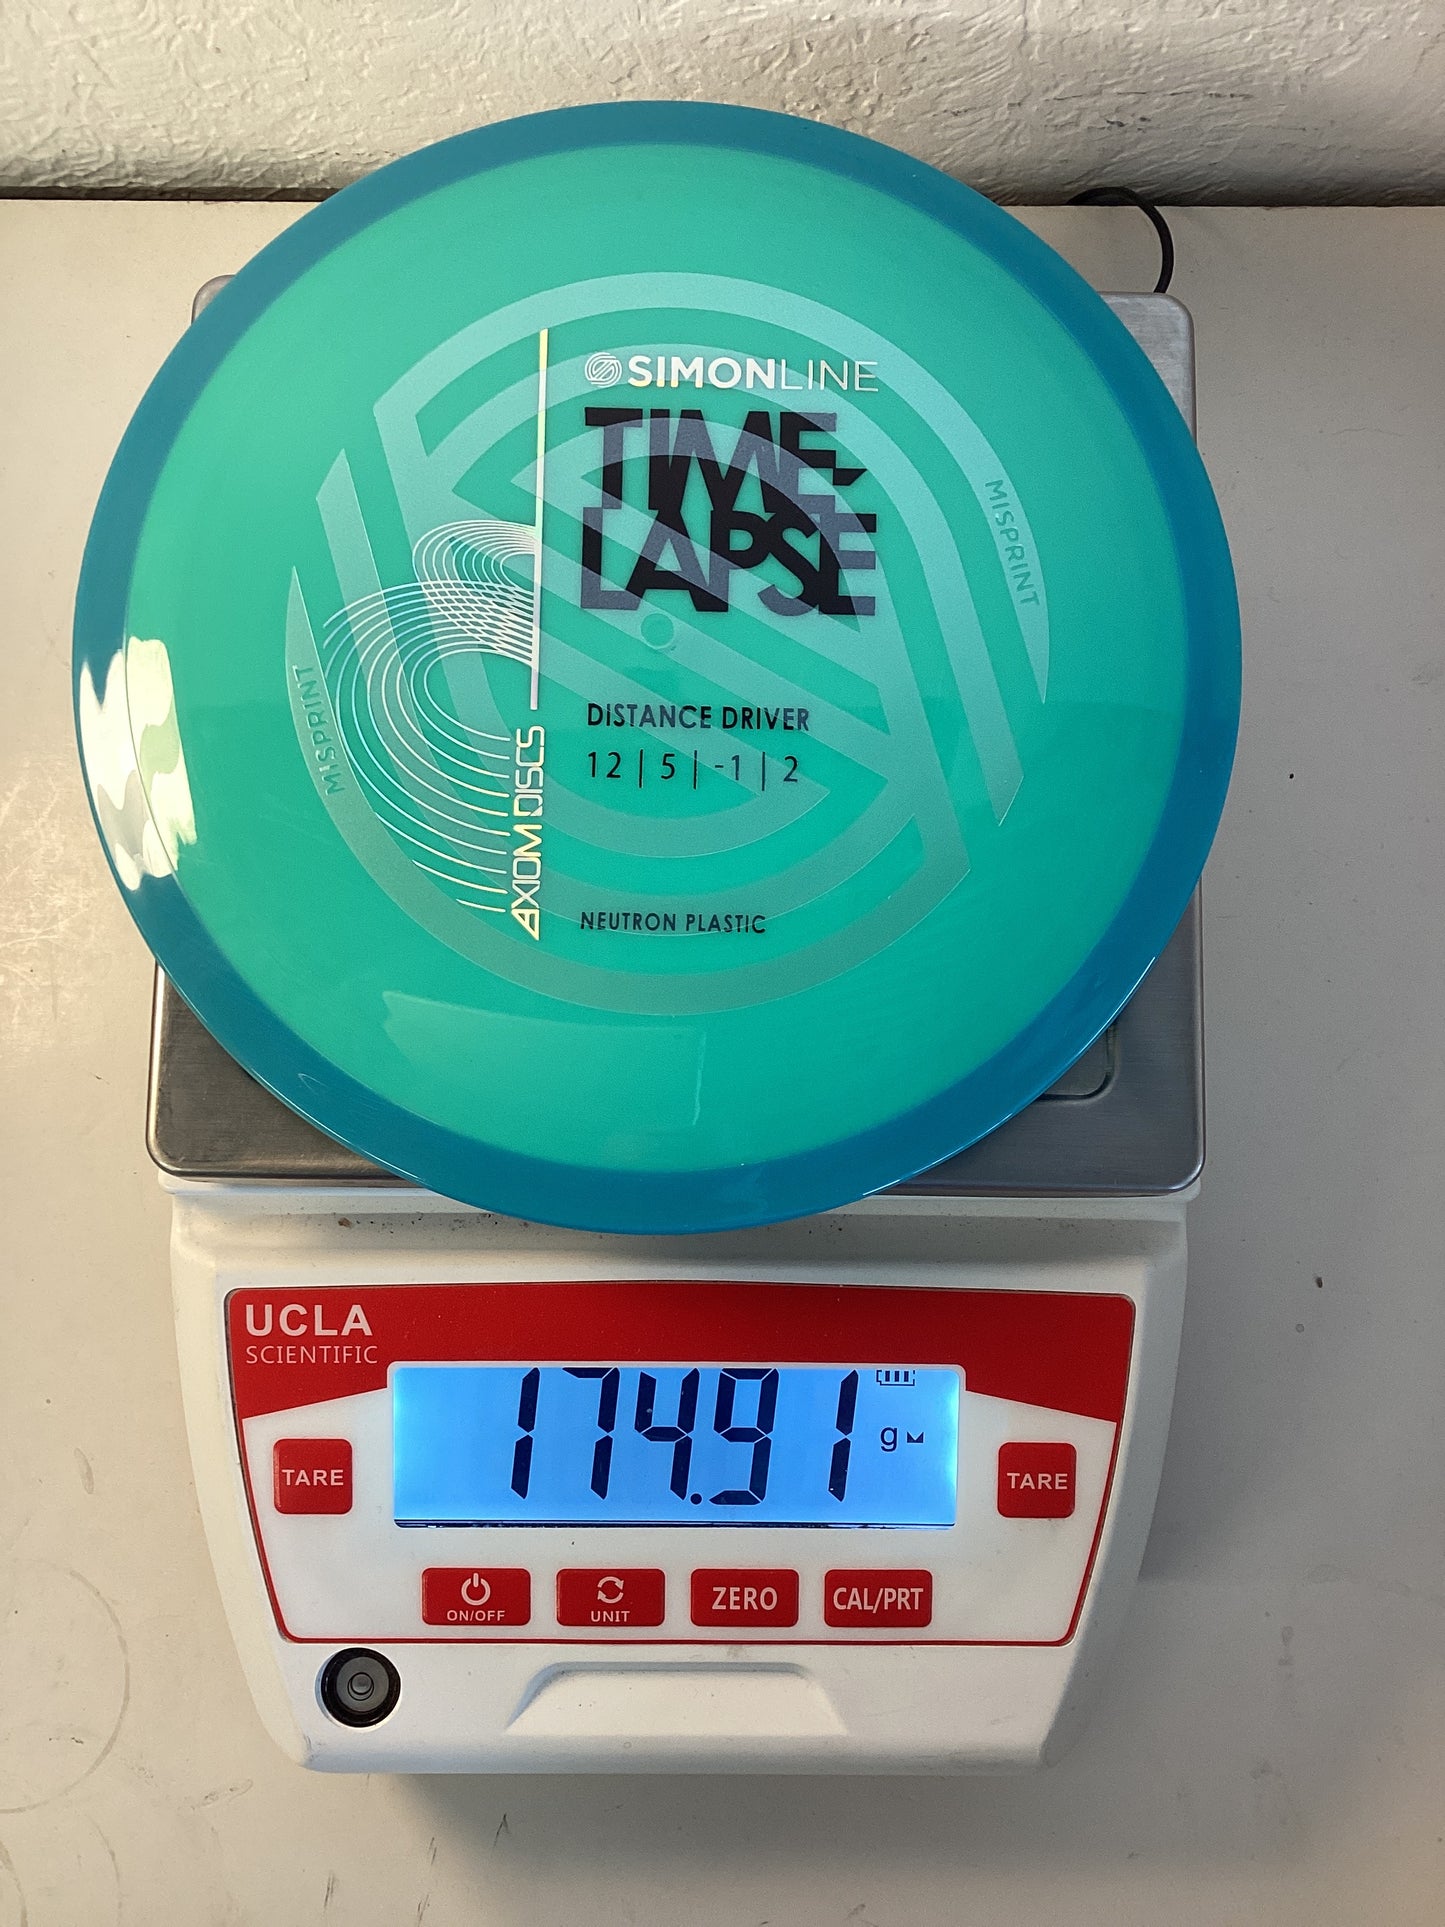 SIMONLINE
TIME-
LAPSE
MISPRINT
MISPRINT
DISTANCE DRIVER
12 | 5 | -1 | 2
AXIOM DISCS
NEUTRON PLASTIC
UCLA
SCIENTIFIC
174.91 g
TARE
TARE
ON/OFF
UNIT
ZERO
CAL/PRT